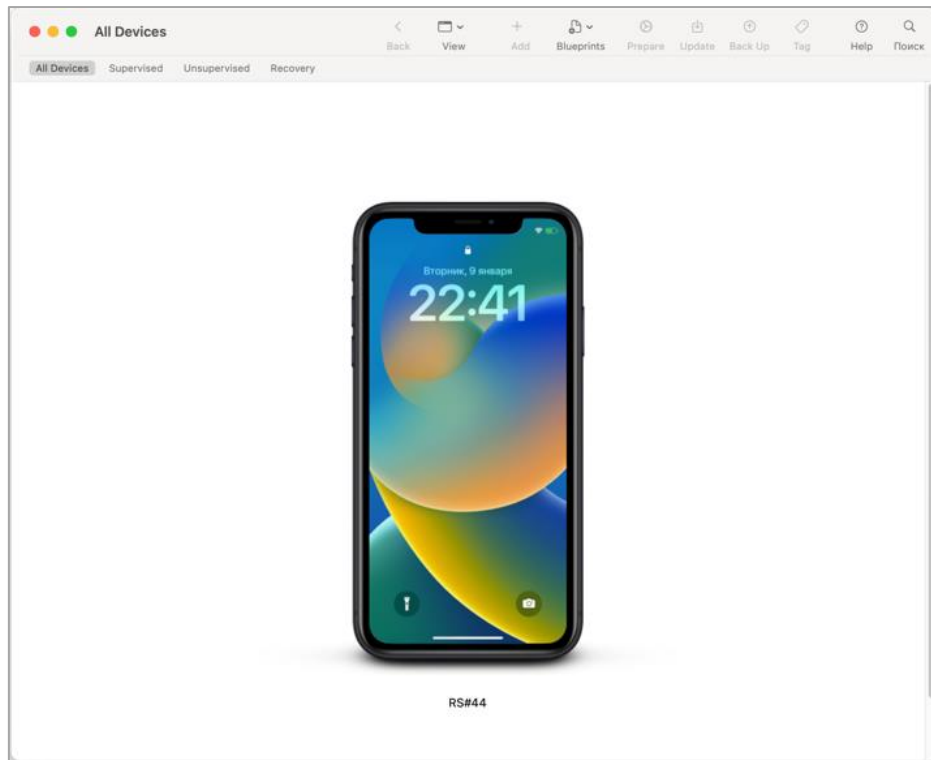 All Devices
Back View Add Blueprints Prepare Update Back Up Tag Help Поиск
All Devices Supervised Unsupervised Recovery
Вторник, 9 января
22:41
RS#44